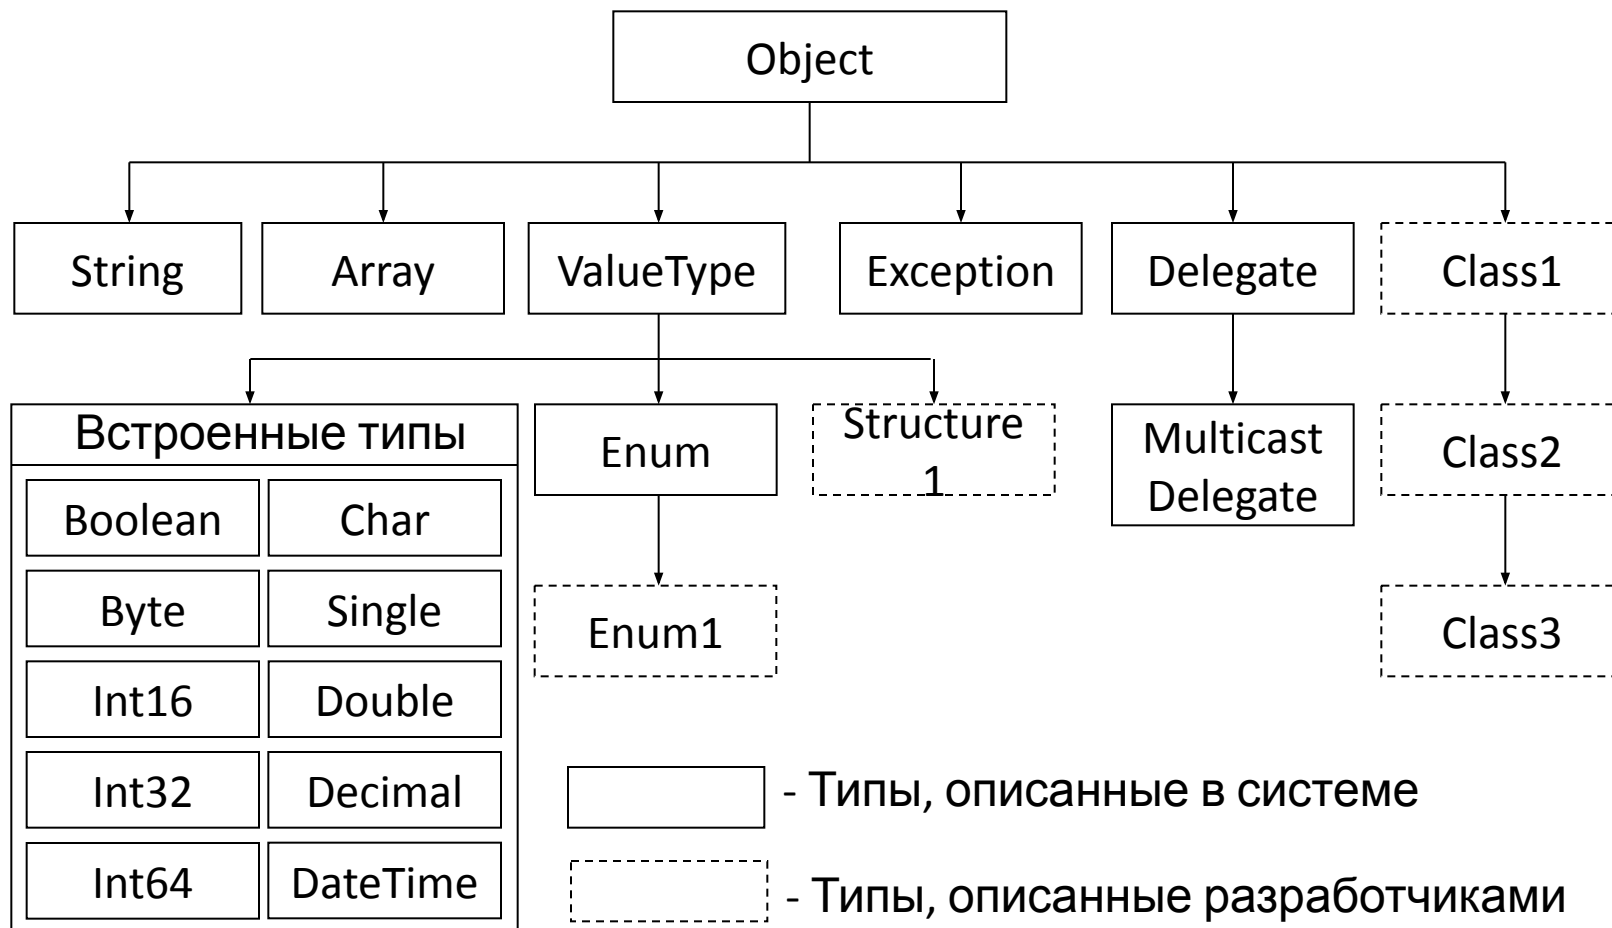 Object
String
Array
ValueType
Exception
Delegate
Class1
Встроенные типы
Enum
Structure
1
Multicast
Delegate
Class2
Boolean
Char
Byte
Single
Enum1
Class3
Int16
Double
Int32
Decimal
- Типы, описанные в системе
Int64
DateTime
- Типы, описанные разработчиками